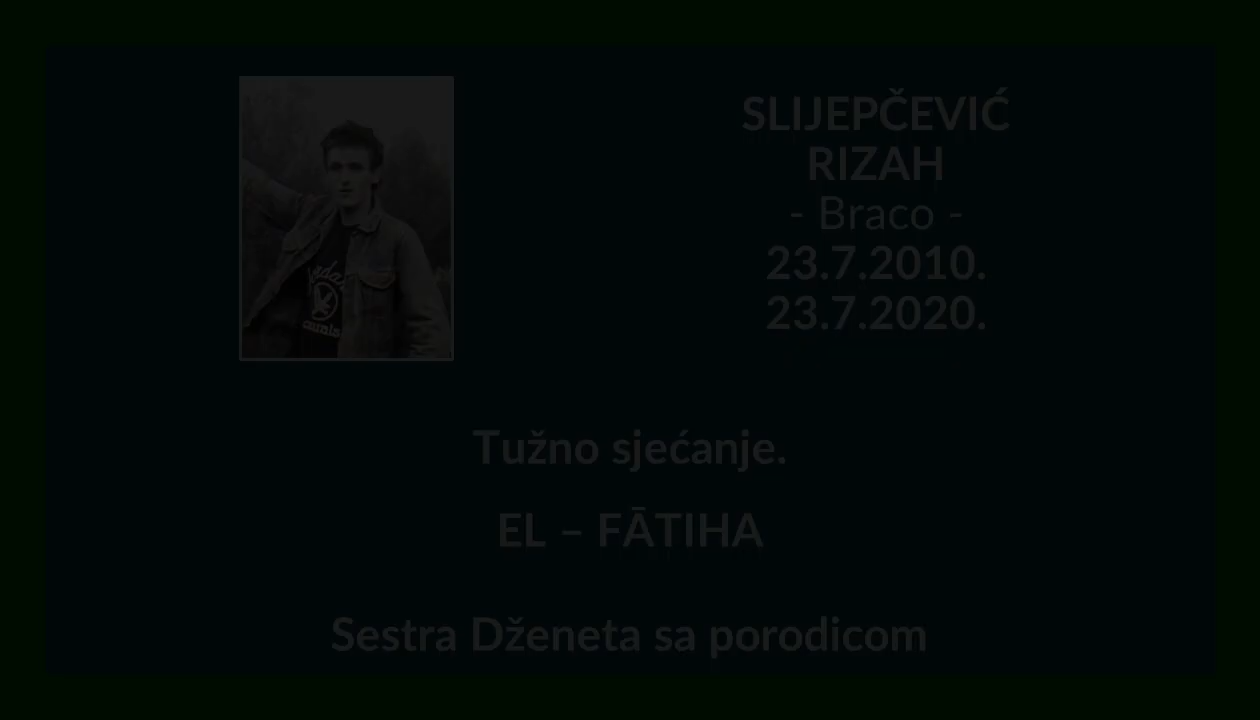 SLIJEPČEVIĆ
RIZAH
- Braco -
23.7.2010.
23.7.2020.
Tužno sjećanje.
EL – FĀTIHA
Sestra Dženeta sa porodicom